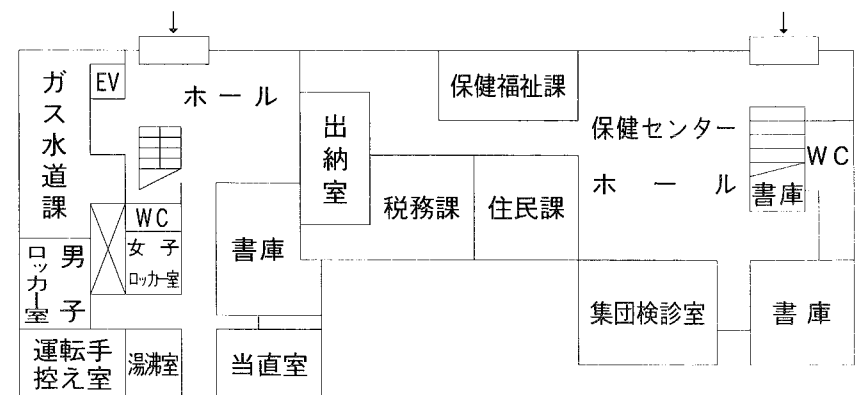 ↓
↓
ガス水道課
EV
ホール
出納室
保健福祉課
保健センター
ホール
WC
書庫
税務課
住民課
WC
女子
ロッカー室
書庫
男子
ロッカー室
集団検診室
書庫
運転手
控え室
湯沸室
当直室